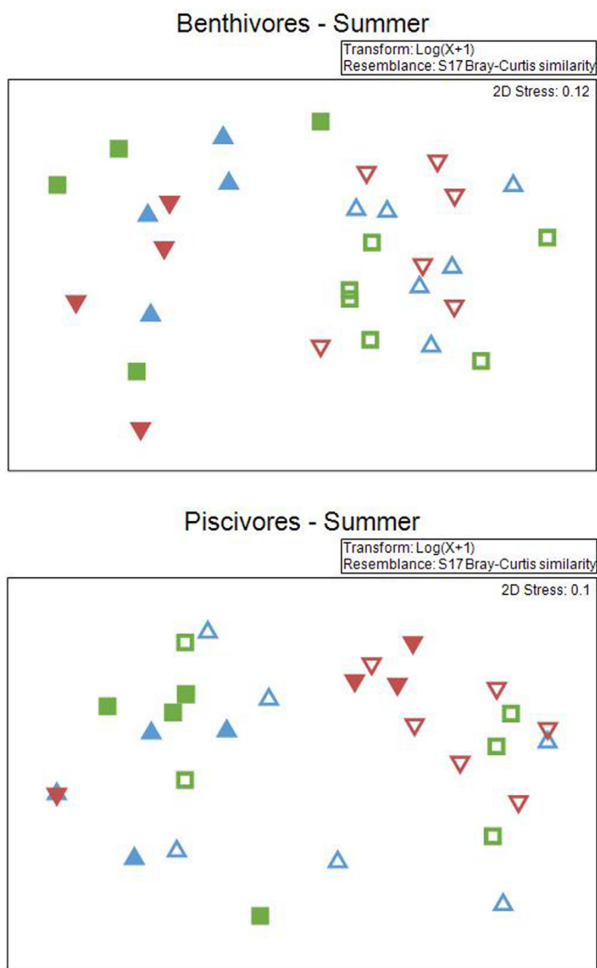 Benthivores - Summer
Transform: Log(X+1)
Resemblance: S17 Bray-Curtis similarity
2D Stress: 0.12
Piscivores - Summer
Transform: Log(X+1)
Resemblance: S17 Bray-Curtis similarity
2D Stress: 0.1